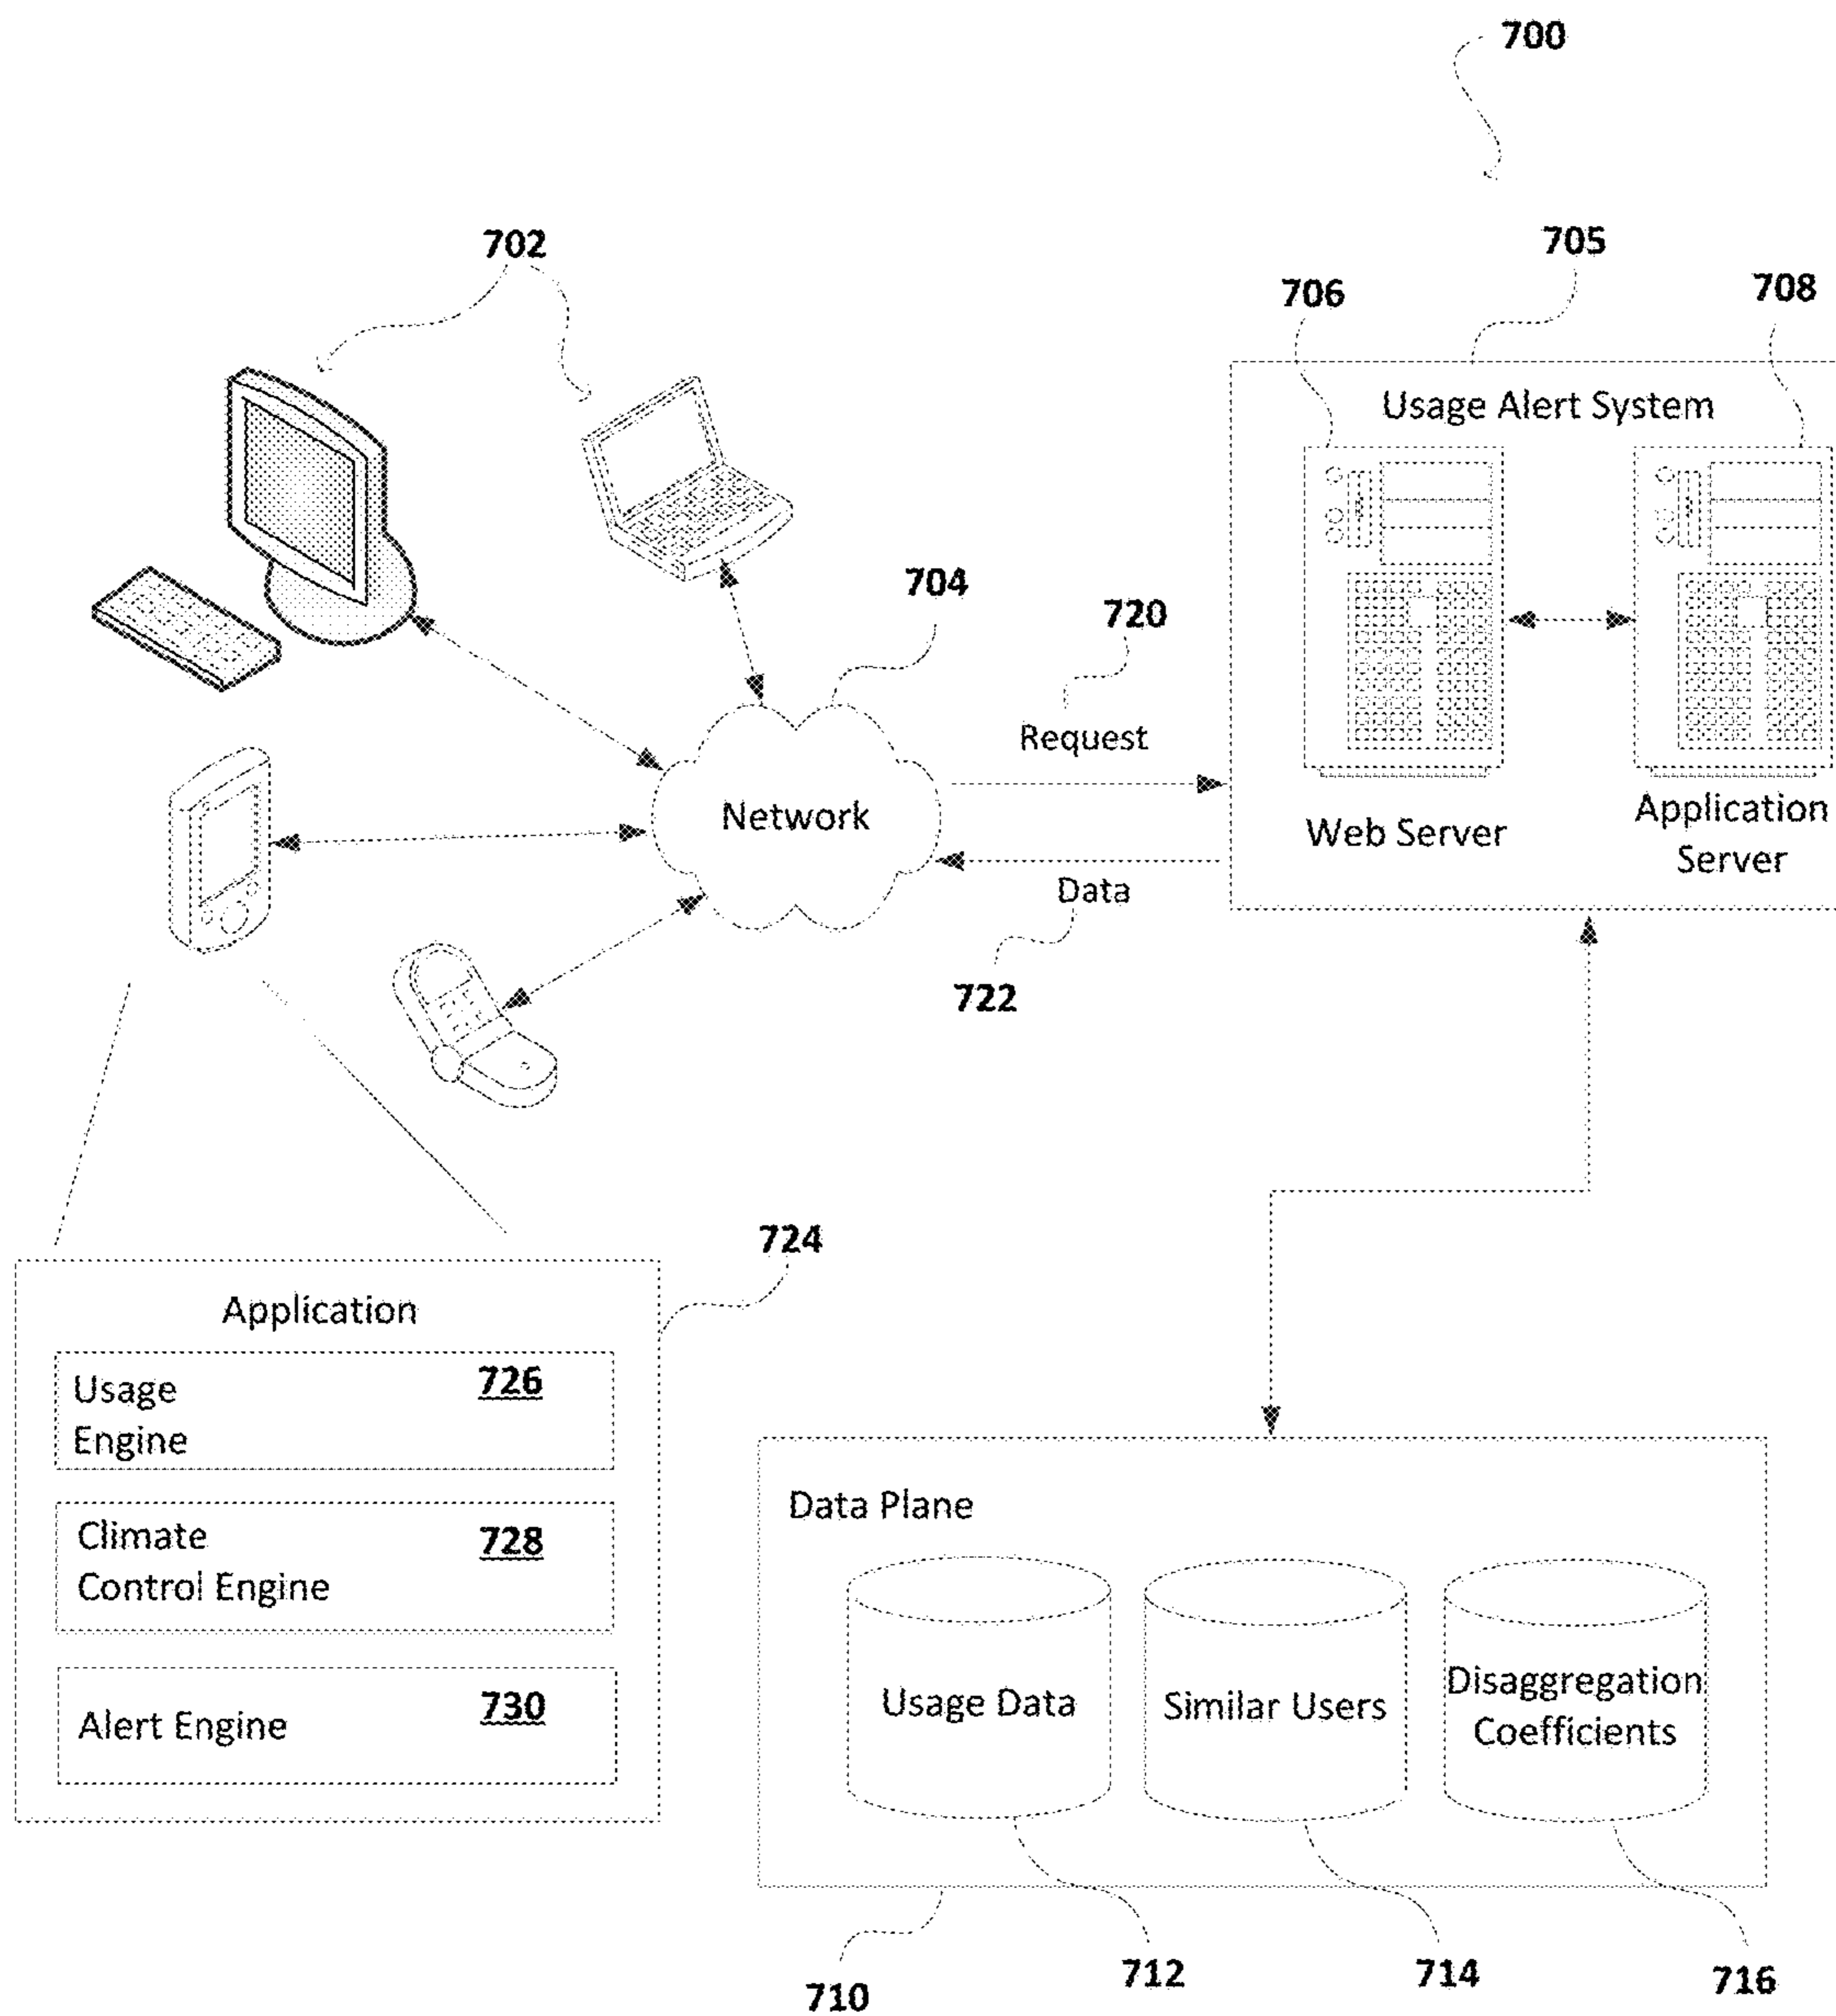 700
702
705
706
708
Usage Alert System
704
720
Request
Network
Web Server
Application
Server
Data
722
724
Application
Usage
Engine
726
Climate
Control Engine
728
Alert Engine
730
Data Plane
Usage Data
Similar Users
Disaggregation
Coefficients
710
712
714
716